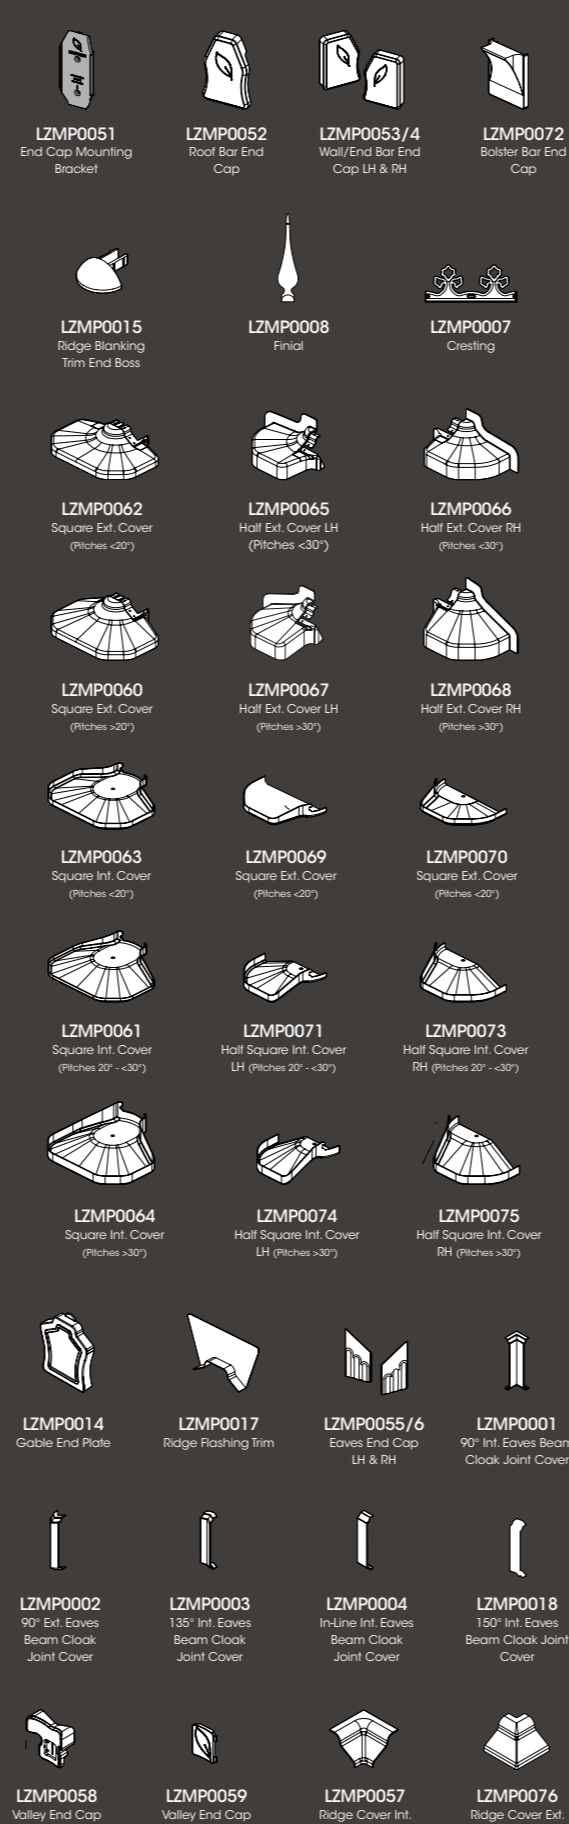 LZMP0051
End Cap Mounting
Bracket
LZMP0052
Roof Bar End
Cap
LZMP0053/4
Wall/End Bar End
Cap LH & RH
LZMP0072
Bolster Bar End
Cap
LZMP0015
Ridge Blanking
Trim End Boss
LZMP0008
Finial
LZMP0007
Cresting
LZMP0062
Square Ext. Cover
(Pitches <20°)
LZMP0065
Half Ext. Cover LH
(Pitches <30°)
LZMP0066
Half Ext. Cover RH
(Pitches <30°)
LZMP0060
Square Ext. Cover
(Pitches >20°)
LZMP0067
Half Ext. Cover LH
(Pitches >30°)
LZMP0068
Half Ext. Cover RH
(Pitches >30°)
LZMP0063
Square Int. Cover
(Pitches <20°)
LZMP0069
Square Ext. Cover
(Pitches <20°)
LZMP0070
Square Ext. Cover
(Pitches <20°)
LZMP0061
Square Int. Cover
(Pitches 20° - <30°)
LZMP0071
Half Square Int. Cover
LH (Pitches 20° - <30°)
LZMP0073
Half Square Int. Cover
RH (Pitches 20° - <30°)
LZMP0064
Square Int. Cover
(Pitches >30°)
LZMP0074
Half Square Int. Cover
LH (Pitches >30°)
LZMP0075
Half Square Int. Cover
RH (Pitches >30°)
LZMP0014
Gable End Plate
LZMP0017
Ridge Flashing Trim
LZMP0055/6
Eaves End Cap
LH & RH
LZMP0001
90° Int. Eaves Beam
Cloak Joint Cover
LZMP0002
90° Ext. Eaves
Beam Cloak
Joint Cover
LZMP0003
135° Int. Eaves
Beam Cloak
Joint Cover
LZMP0004
In-Line Int. Eaves
Beam Cloak
Joint Cover
LZMP0018
150° Int. Eaves
Beam Cloak Joint
Cover
LZMP0058
Valley End Cap
LZMP0059
Valley End Cap
LZMP0057
Ridge Cover Int.
LZMP0076
Ridge Cover Ext.